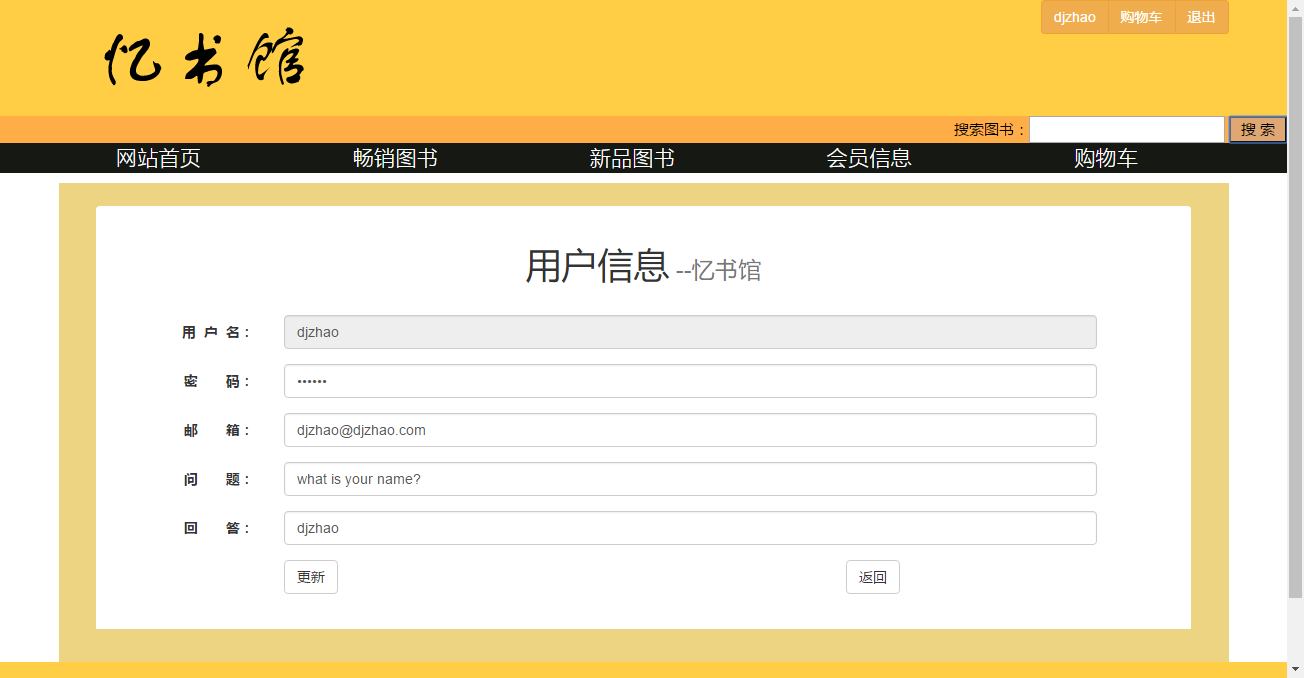 djzhao 购物车 退出
忆书馆
搜索图书： 搜 索
网站首页 畅销图书 新品图书 会员信息 购物车
用户信息 --忆书馆
用 户 名： djzhao
密 码： ••••••
邮 箱： djzhao@djzhao.com
问 题： what is your name?
回 答： djzhao
更新 返回